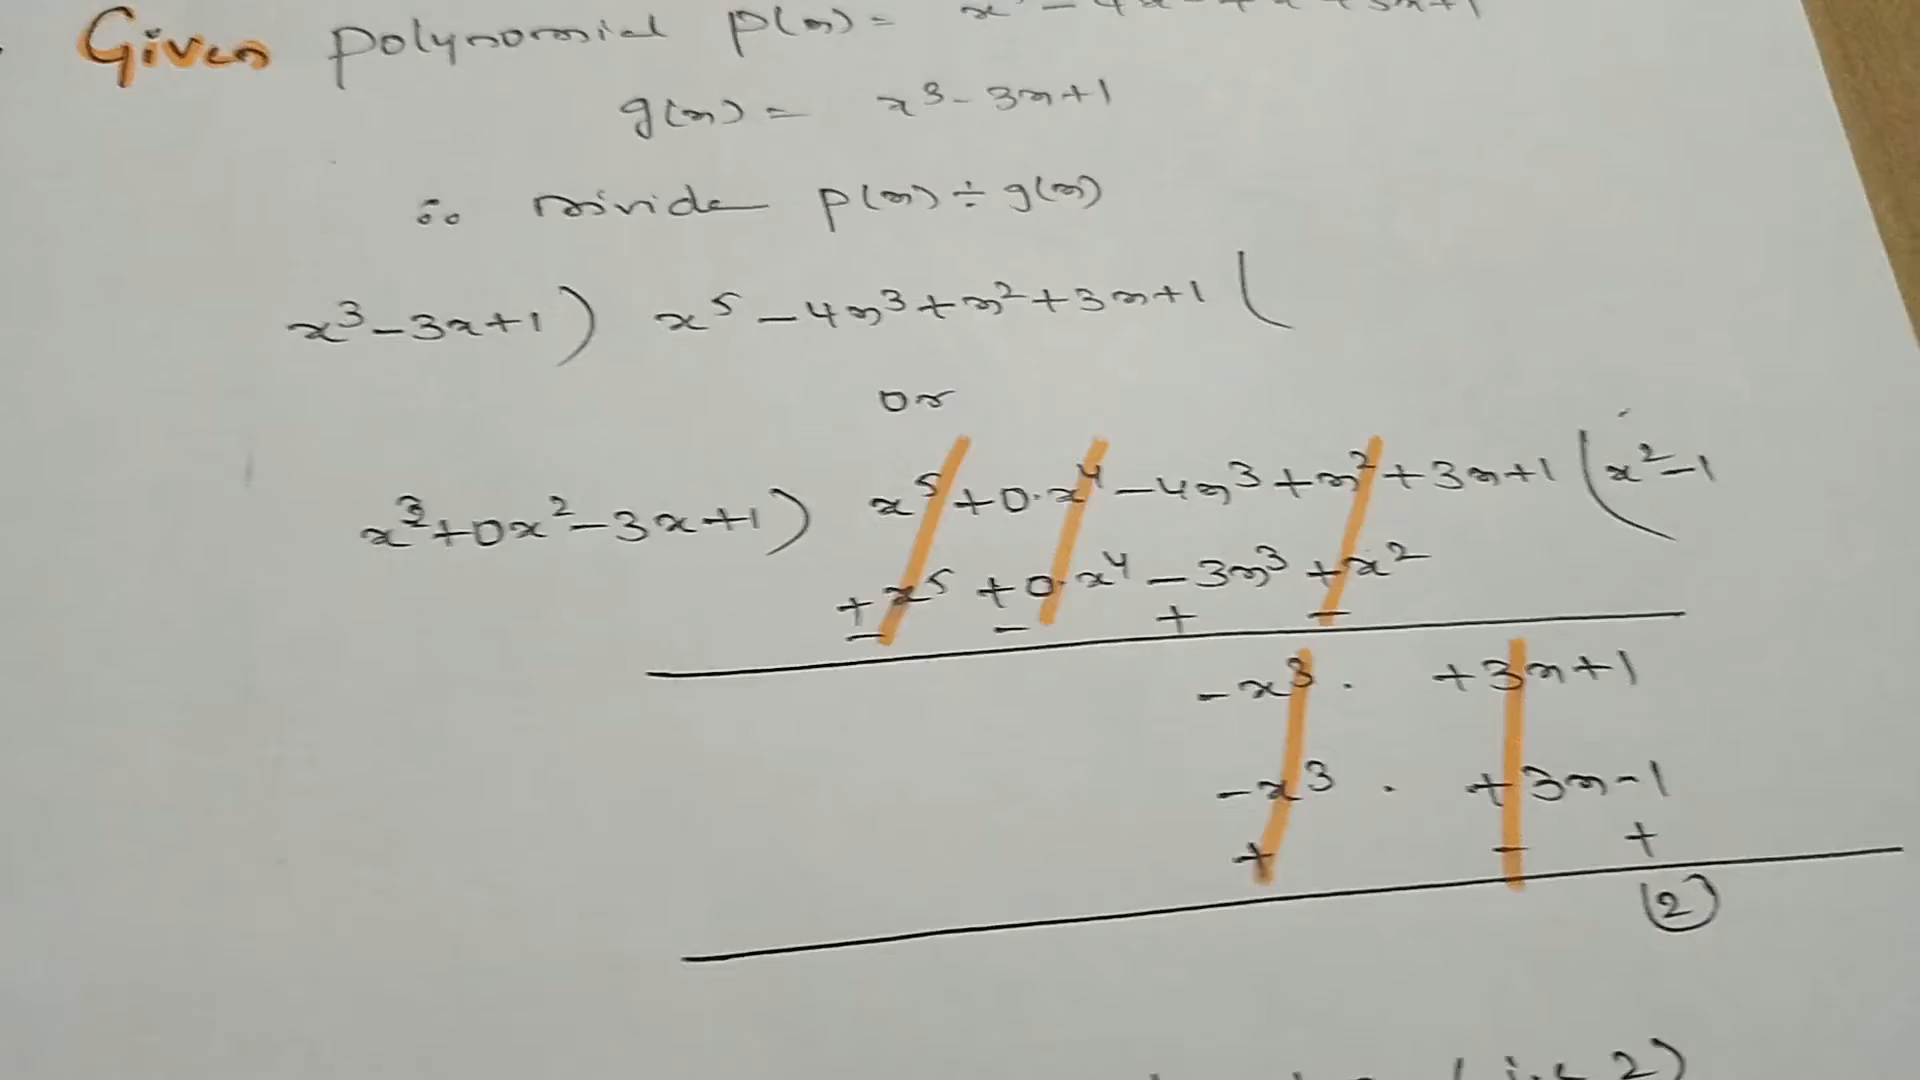 Given polynomial p(x) =
g(x) = x³ - 3x + 1
∴ Divide p(x) ÷ g(x)
x³ - 3x + 1 ) x⁵ - 4x³ + x² + 3x + 1 (
or
x³ + 0x² - 3x + 1 ) x⁵ + 0·x⁴ - 4x³ + x² + 3x + 1 ( x² - 1
+ x⁵ + 0·x⁴ - 3x³ + x²
- - + -
- x³ . + 3x + 1
- x³ . + 3x - 1
+ - +
2
2)